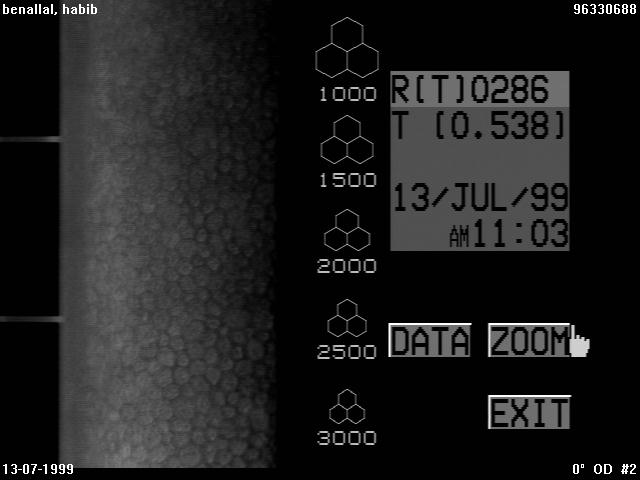 benallal, habib
96330688
1000
R[T]0286
T [0.538]
1500
13/JUL/99
AM11:03
2000
2500
DATA ZOOM
EXIT
3000
13-07-1999
0° OD #2